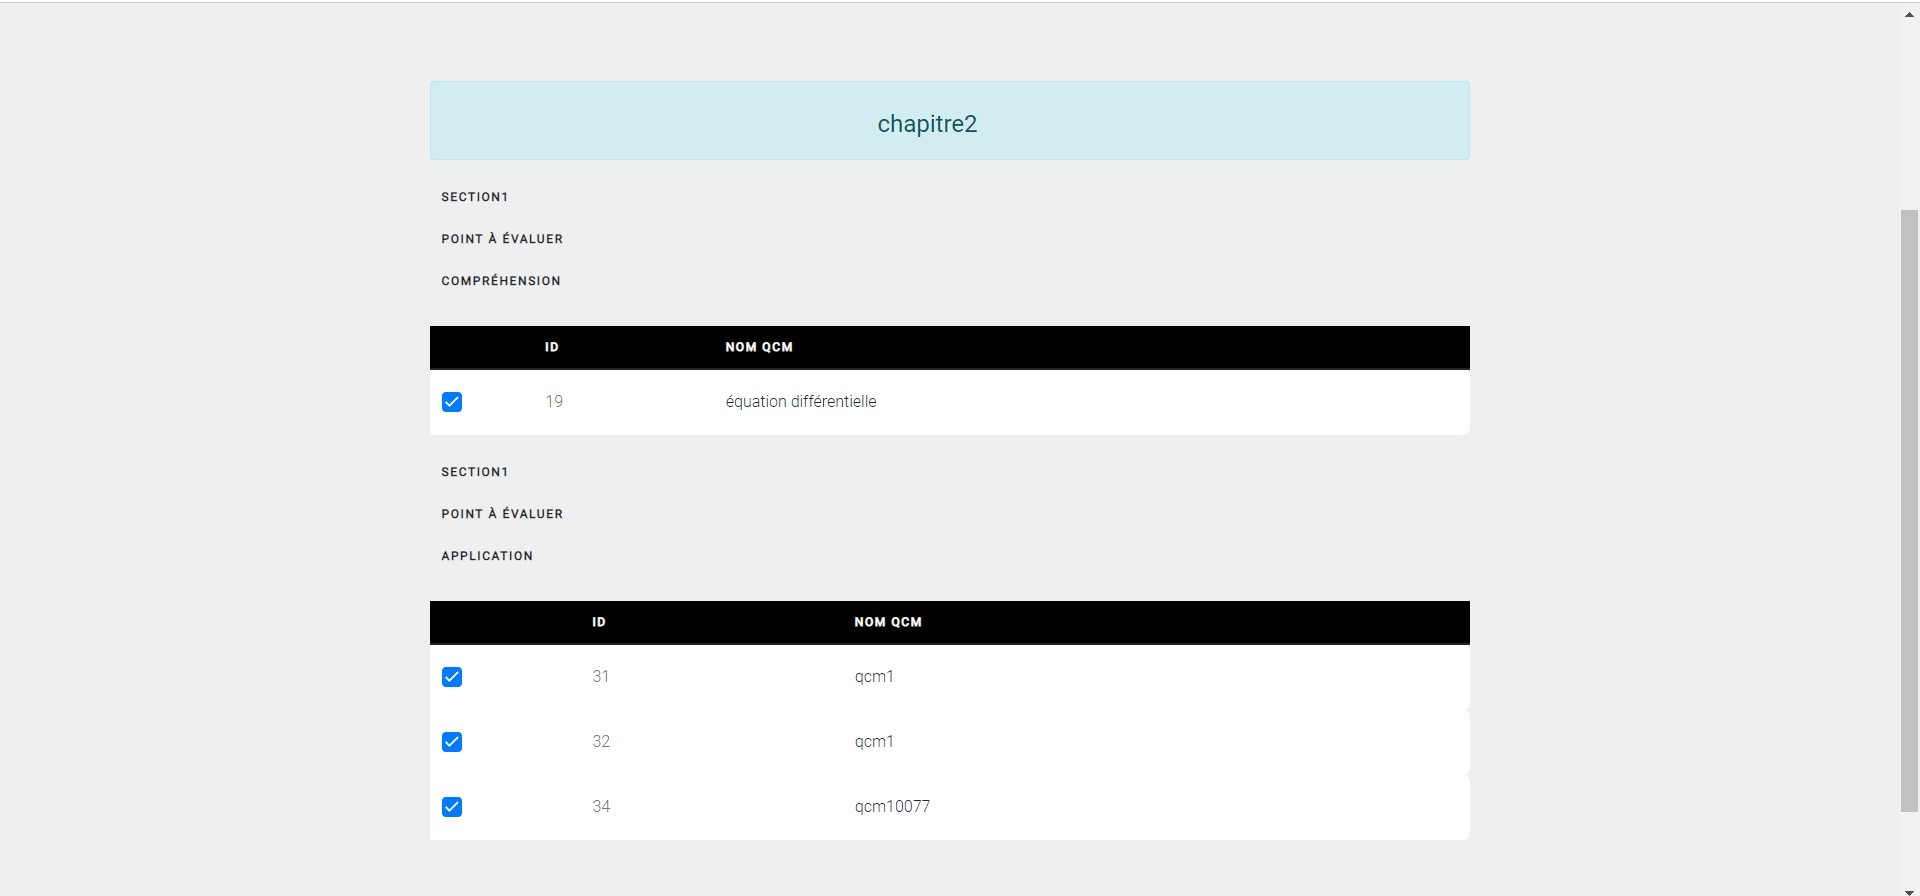 chapitre2
SECTION1
POINT À ÉVALUER
COMPRÉHENSION
ID NOM QCM
19 équation différentielle
SECTION1
POINT À ÉVALUER
APPLICATION
ID NOM QCM
31 qcm1
32 qcm1
34 qcm10077